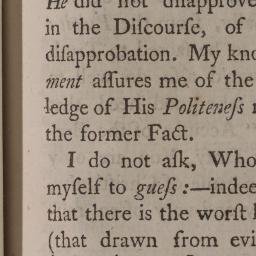 He did not disapprove
in the Diſcourſe, of
diſapprobation. My kno
ment aſſures me of the
ledge of His Politeneſs
the former Fact.
I do not aſk, Who
myſelf to gueſs :—indee
that there is the worſt
(that drawn from evi